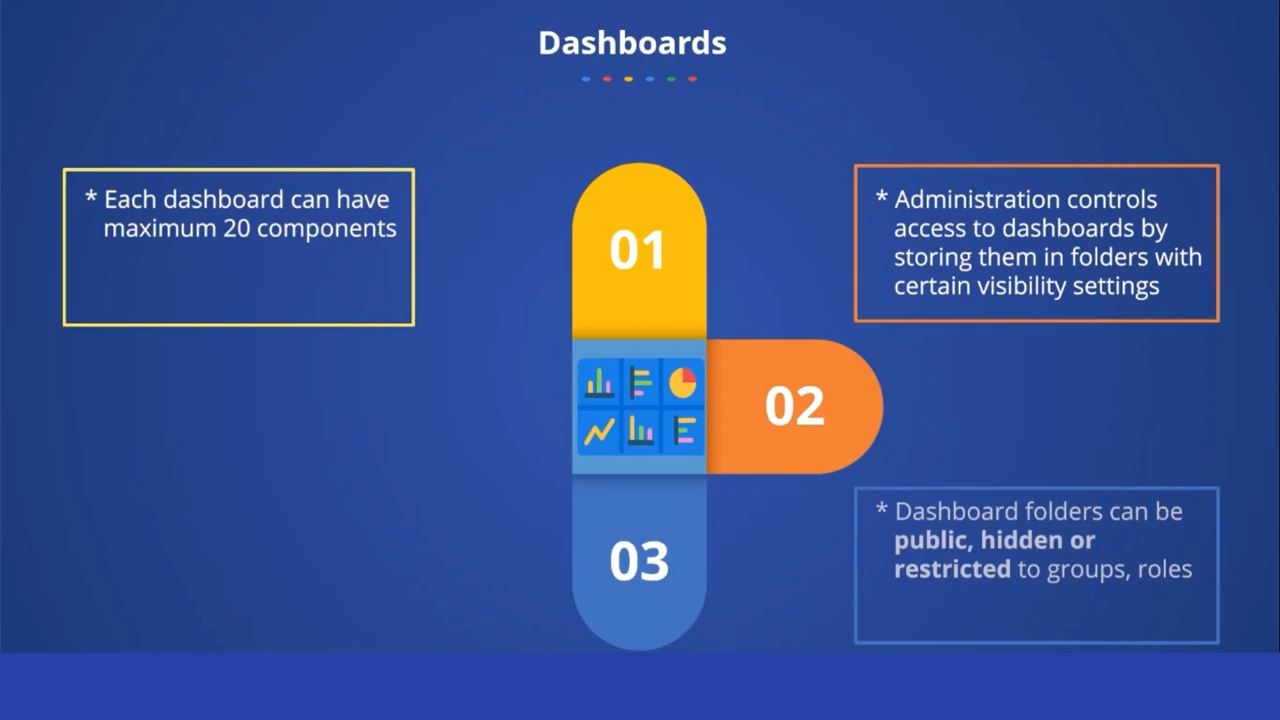 Dashboards
* Each dashboard can have
maximum 20 components
01
* Administration controls
access to dashboards by
storing them in folders with
certain visibility settings
02
03
* Dashboard folders can be
public, hidden or
restricted to groups, roles